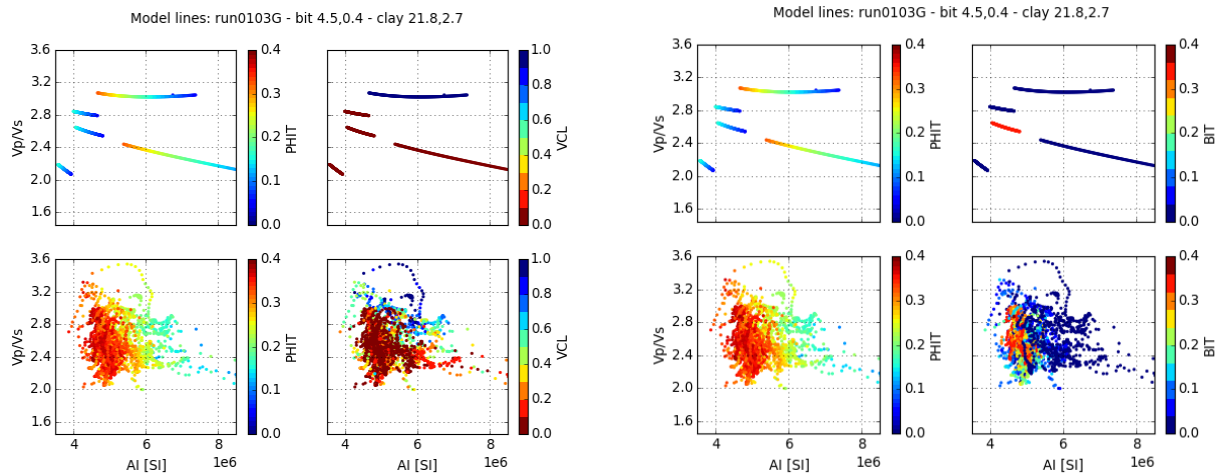 Model lines: run0103G - bit 4.5,0.4 - clay 21.8,2.7
3.6
3.2
2.8
2.4
2.0
1.6
Vp/Vs
0.4
0.3
0.2
0.1
0.0
PHIT
1.0
0.8
0.6
0.4
0.2
0.0
VCL
3.6
3.2
2.8
2.4
2.0
1.6
Vp/Vs
4 6 8
1e6
AI [SI]
0.4
0.3
0.2
0.1
0.0
PHIT
4 6 8
1e6
AI [SI]
1.0
0.8
0.6
0.4
0.2
0.0
VCL
Model lines: run0103G - bit 4.5,0.4 - clay 21.8,2.7
3.6
3.2
2.8
2.4
2.0
1.6
Vp/Vs
0.4
0.3
0.2
0.1
0.0
PHIT
0.4
0.3
0.2
0.1
0.0
BIT
3.6
3.2
2.8
2.4
2.0
1.6
Vp/Vs
4 6 8
1e6
AI [SI]
0.4
0.3
0.2
0.1
0.0
PHIT
4 6 8
1e6
AI [SI]
0.4
0.3
0.2
0.1
0.0
BIT